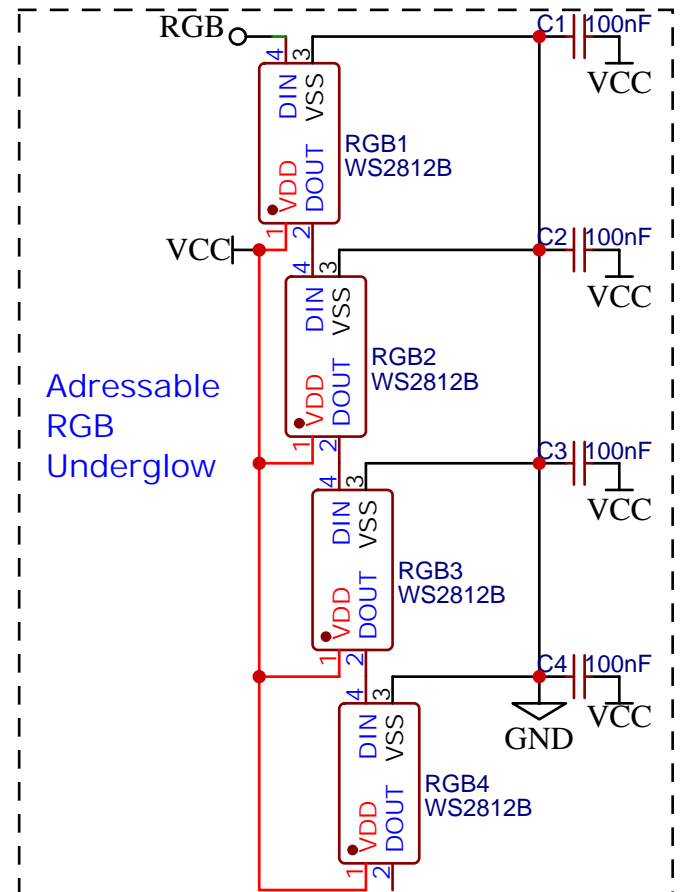 RGB
4
3
DIN
VSS
VDD
DOUT
1
2
RGB1
WS2812B
C1
100nF
VCC
VCC
4
3
DIN
VSS
VDD
DOUT
1
2
RGB2
WS2812B
C2
100nF
VCC
Adressable
RGB
Underglow
4
3
DIN
VSS
VDD
DOUT
1
2
RGB3
WS2812B
C3
100nF
VCC
4
3
DIN
VSS
VDD
DOUT
1
2
RGB4
WS2812B
C4
100nF
VCC
GND